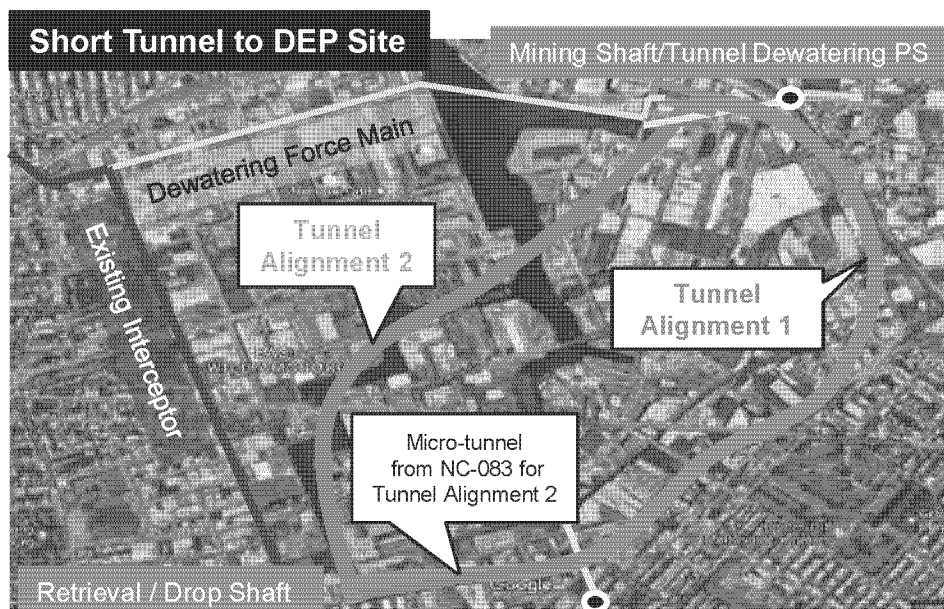 Short Tunnel to DEP Site
Mining Shaft/Tunnel Dewatering PS
Dewatering Force Main
Tunnel
Alignment 2
Existing Interceptor
Tunnel
Alignment 1
Micro-tunnel
from NC-083 for
Tunnel Alignment 2
Retrieval / Drop Shaft
Google